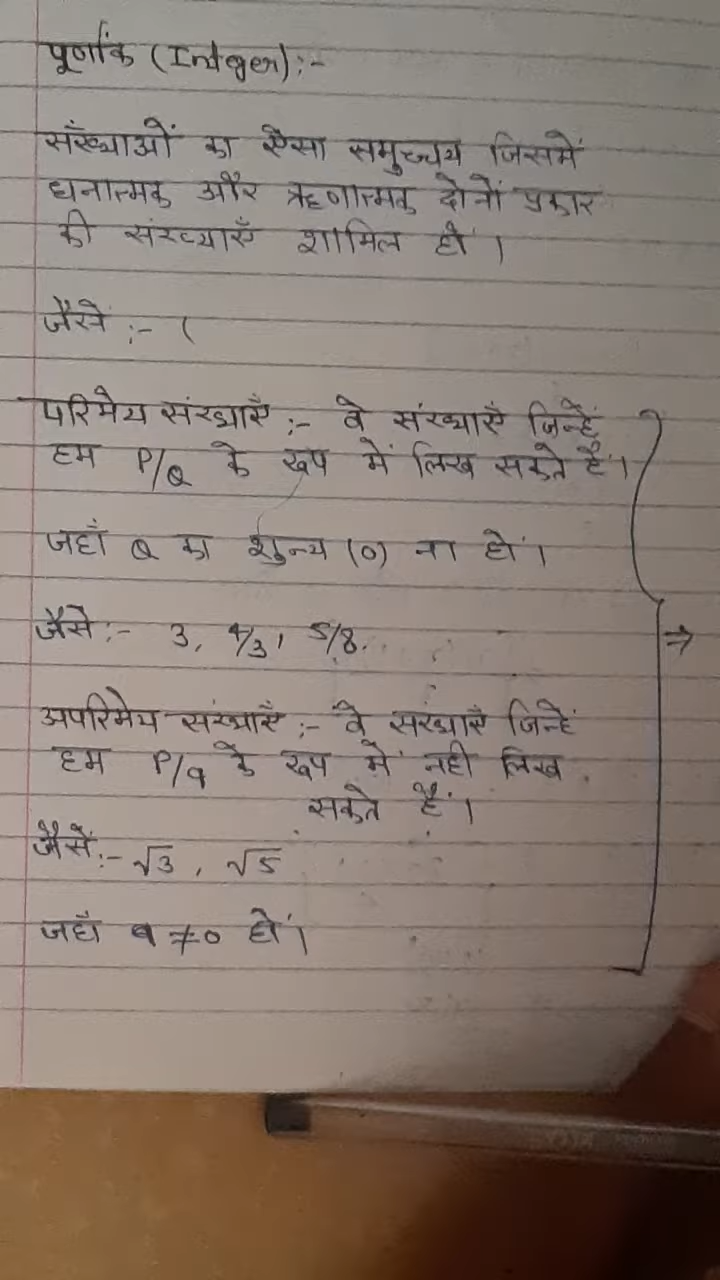 पूर्णांक (Integer):-
संख्याओं का ऐसा समुच्चय जिसमें
धनात्मक और ऋणात्मक दोनों प्रकार
की संख्याएँ शामिल हो।
जैसे :- (
परिमेय संख्याएँ :- वे संख्याएँ जिन्हें
हम P/Q के रूप में लिख सकते हैं।
जहाँ Q का शुन्य (0) ना हों।
जैसे:- 3, 4/3, 5/8.
⇒
अपरिमेय संख्याएँ :- वे संख्याएँ जिन्हें
हम P/q के रूप में नही लिख
सकते हैं।
जैसें:- √3, √5
जहाँ q ≠ 0 हों।